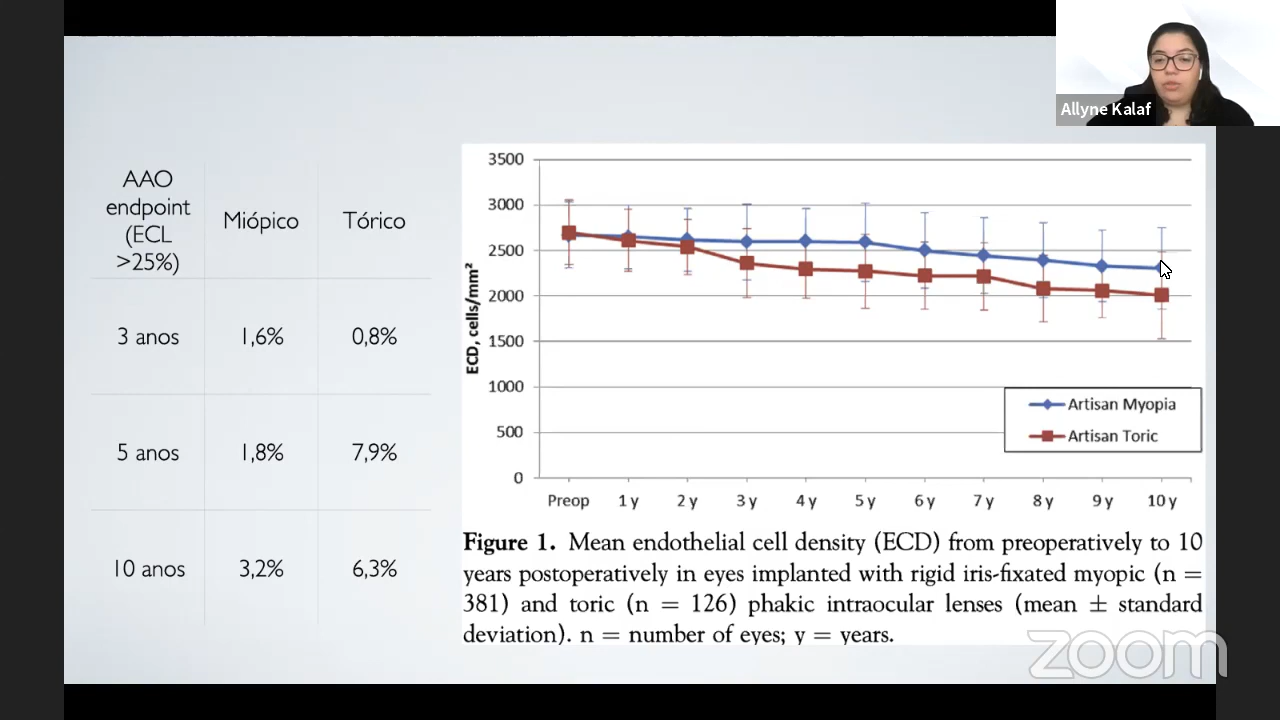 Allyne Kalaf
AAO
endpoint
(ECL
>25%)
Miópico
Tórico
3 anos
1,6%
0,8%
5 anos
1,8%
7,9%
10 anos
3,2%
6,3%
3500
3000
2500
2000
1500
1000
500
0
ECD, cells/mm²
Preop 1 y 2 y 3 y 4 y 5 y 6 y 7 y 8 y 9 y 10 y
Artisan Myopia
Artisan Toric
Figure 1. Mean endothelial cell density (ECD) from preoperatively to 10
years postoperatively in eyes implanted with rigid iris-fixated myopic (n =
381) and toric (n = 126) phakic intraocular lenses (mean ± standard
deviation). n = number of eyes; y = years.
zoom